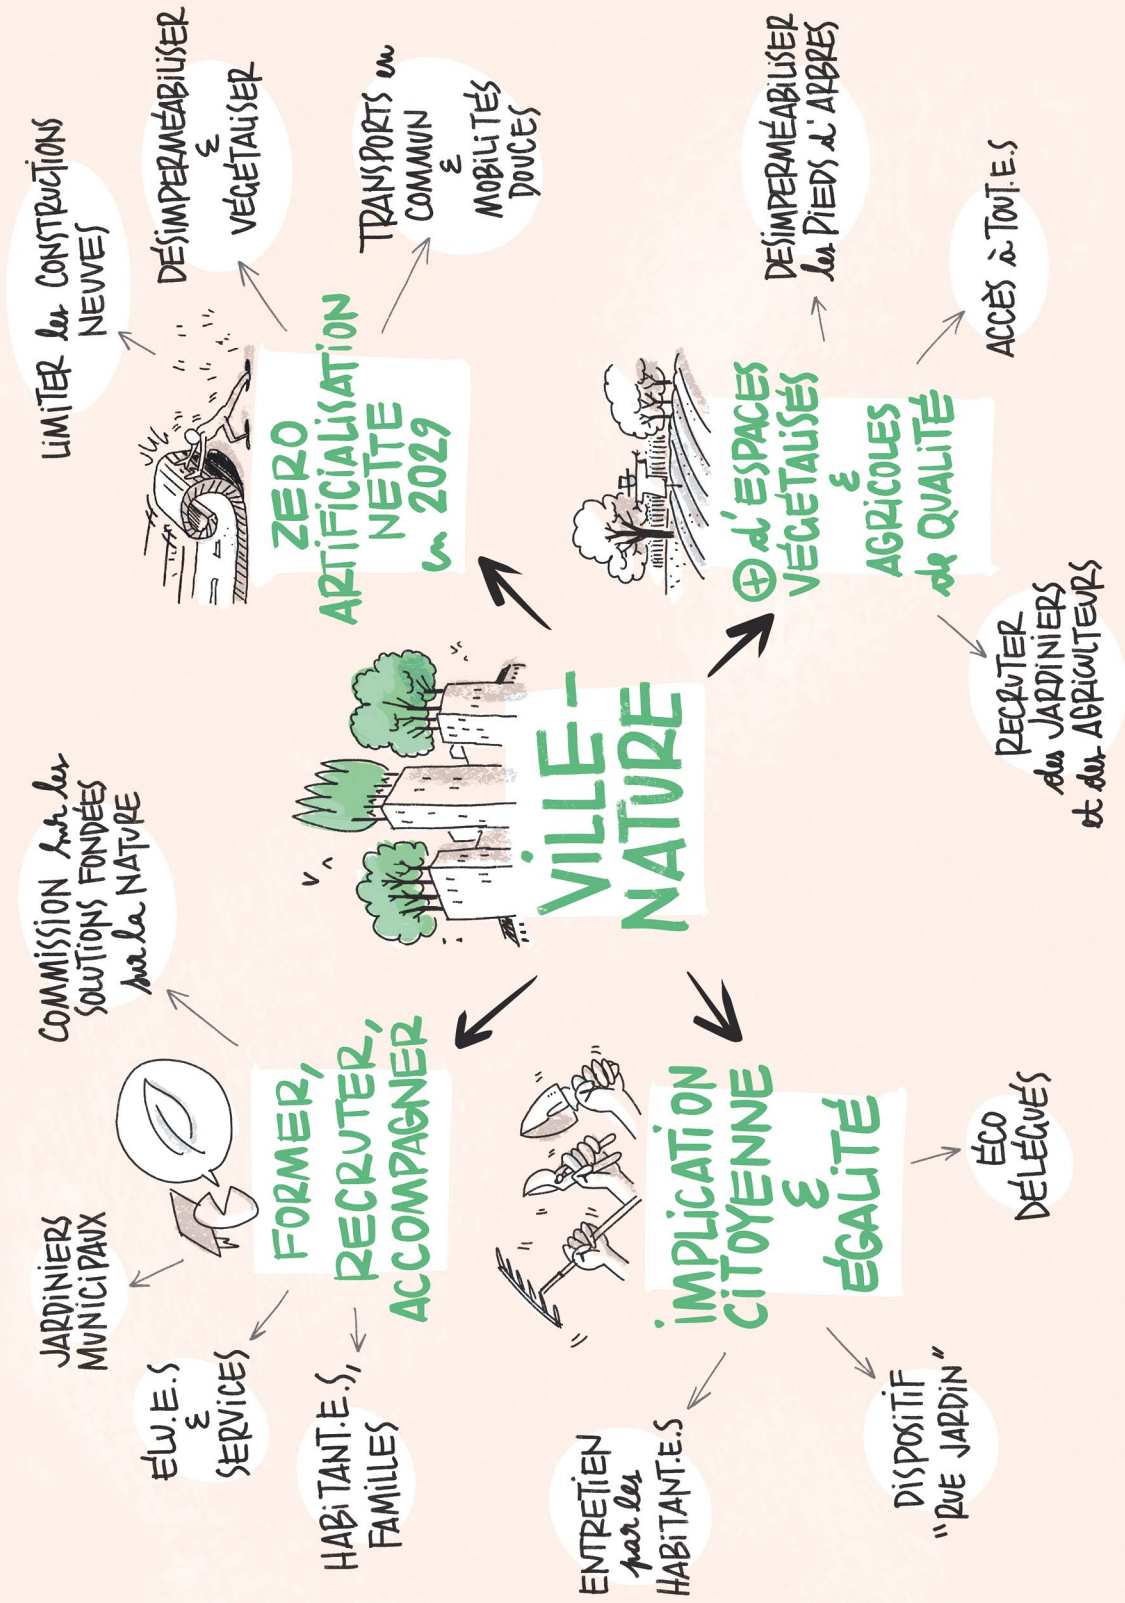 VILLE-
NATURE
FORMER,
RECRUTER,
ACCOMPAGNER
COMMISSION sur les
SOLUTIONS FONDÉES
sur la NATURE
JARDINIERS
MUNICIPAUX
ÉLU.E.S
&
SERVICES
HABITANT.E.S,
FAMILLES
ZERO
ARTIFICIALISATION
NETTE
en 2029
LIMITER les CONSTRUCTIONS
NEUVES
DÉSIMPERMÉABILISER
&
VÉGÉTALISER
TRANSPORTS en
COMMUN
&
MOBILITÉS
DOUCES
IMPLICATION
CITOYENNE
&
ÉGALITÉ
ENTRETIEN
par les
HABITANT.E.S
DISPOSITIF
"RUE JARDIN"
ÉCO
DÉLÉGUÉS
+ d'ESPACES
VÉGÉTALISÉS
&
AGRICOLES
de QUALITÉ
DÉSIMPERMÉABILISER
les PIEDS d'ARBRES
ACCÈS à TOUT.E.S
RECRUTER
des JARDINIERS
et des AGRICULTEURS